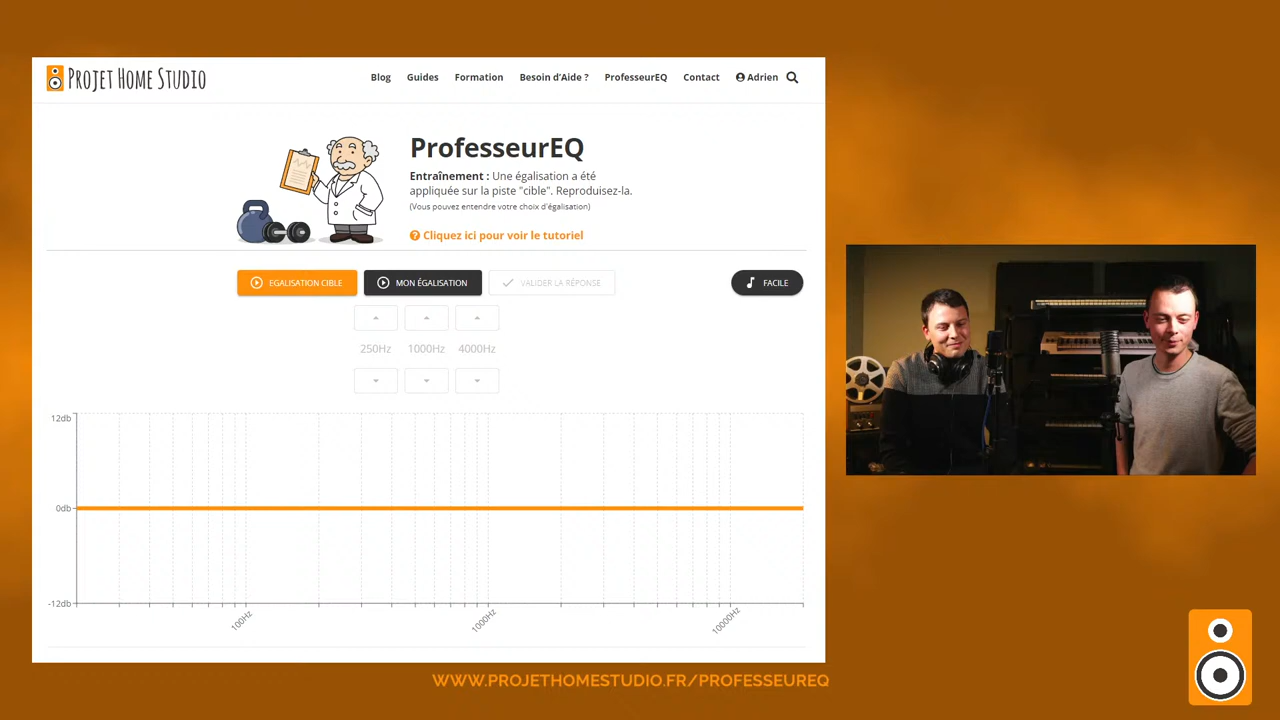 PROJET HOME STUDIO
Blog Guides Formation Besoin d'Aide ? ProfesseurEQ Contact Adrien
ProfesseurEQ
Entraînement : Une égalisation a été
appliquée sur la piste "cible". Reproduisez-la.
(Vous pouvez entendre votre choix d'égalisation)
Cliquez ici pour voir le tutoriel
EGALISATION CIBLE MON ÉGALISATION VALIDER LA RÉPONSE FACILE
250Hz 1000Hz 4000Hz
12db
0db
-12db
100Hz 1000Hz 10000Hz
WWW.PROJETHOMESTUDIO.FR/PROFESSEUREQ